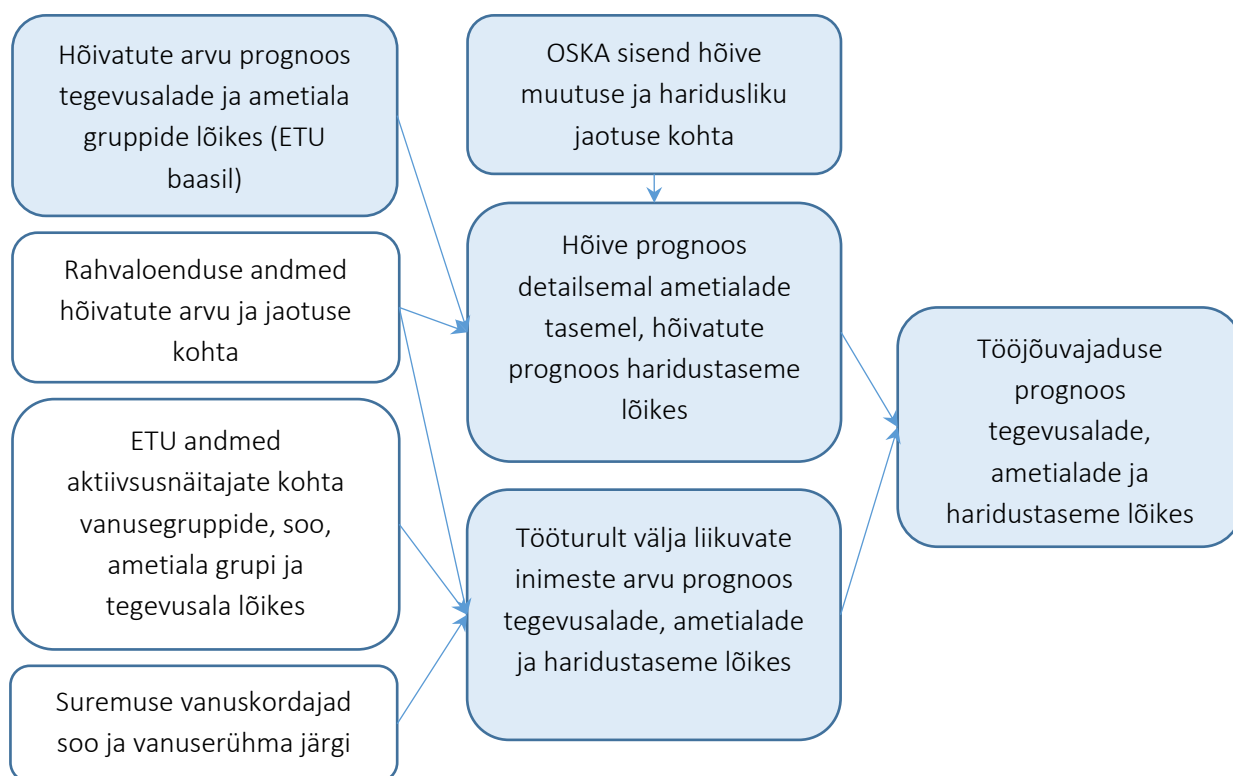 Hõivatute arvu prognoos
tegevusalade ja ametiala
gruppide lõikes (ETU
baasil)
Rahvaloenduse andmed
hõivatute arvu ja jaotuse
kohta
ETU andmed
aktiivsusnäitajate kohta
vanusegruppide, soo,
ametiala grupi ja
tegevusala lõikes
Suremuse vanuskordajad
soo ja vanuserühma järgi
OSKA sisend hõive
muutuse ja haridusliku
jaotuse kohta
Hõive prognoos
detailsemal ametialade
tasemel, hõivatute
prognoos haridustaseme
lõikes
Tööturult välja liikuvate
inimeste arvu prognoos
tegevusalade, ametialade
ja haridustaseme lõikes
Tööjõuvajaduse
prognoos
tegevusalade,
ametialade ja
haridustaseme lõikes